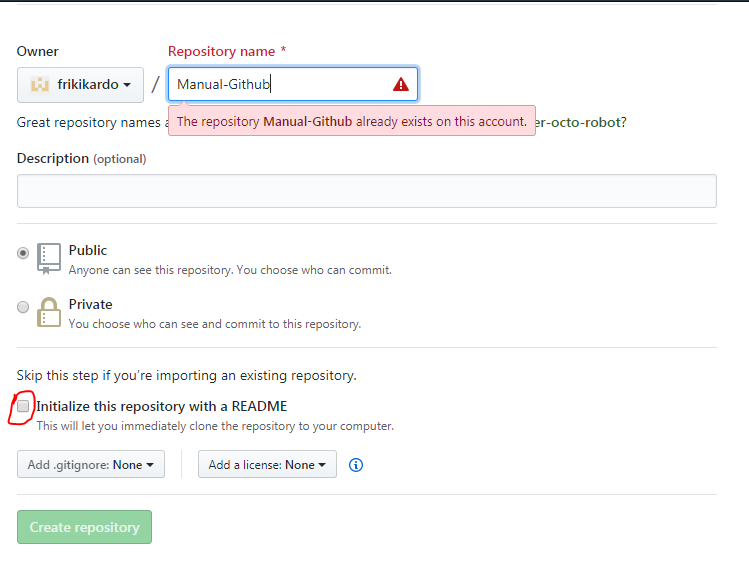 Owner
Repository name *
frikikardo / Manual-Github
The repository Manual-Github already exists on this account.
Great repository names a er-octo-robot?
Description (optional)
Public
Anyone can see this repository. You choose who can commit.
Private
You choose who can see and commit to this repository.
Skip this step if you’re importing an existing repository.
Initialize this repository with a README
This will let you immediately clone the repository to your computer.
Add .gitignore: None
Add a license: None
Create repository